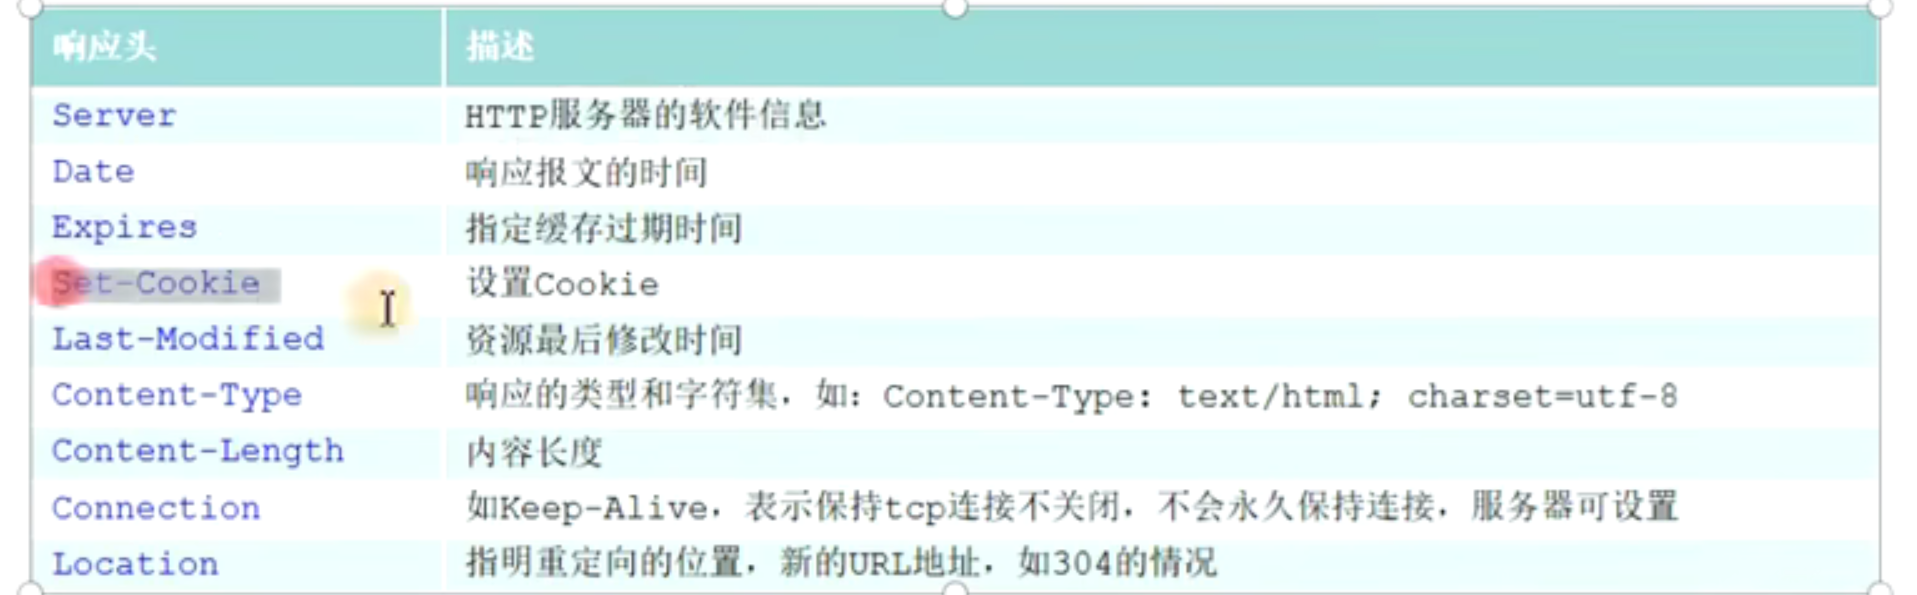 响应头 描述
Server HTTP服务器的软件信息
Date 响应报文的时间
Expires 指定缓存过期时间
Set-Cookie 设置Cookie
Last-Modified 资源最后修改时间
Content-Type 响应的类型和字符集，如：Content-Type: text/html; charset=utf-8
Content-Length 内容长度
Connection 如Keep-Alive，表示保持tcp连接不关闭，不会永久保持连接，服务器可设置
Location 指明重定向的位置，新的URL地址，如304的情况